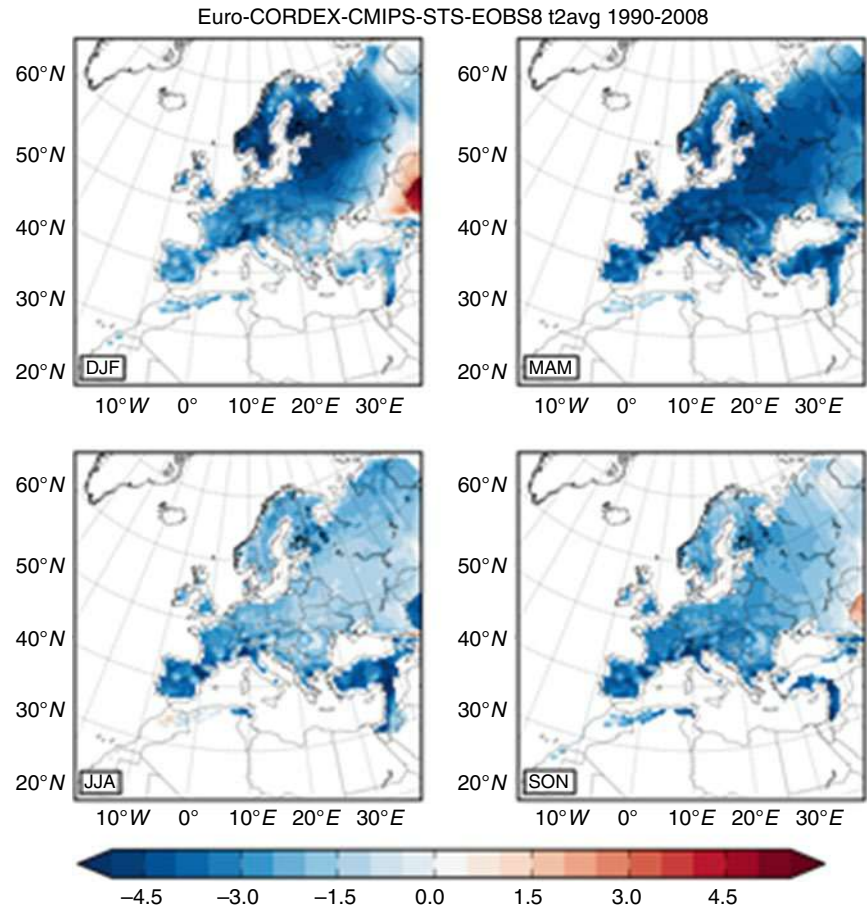 Euro-CORDEX-CMIPS-STS-EOBS8 t2avg 1990-2008
60°N 60°N
50°N 50°N
40°N 40°N
30°N 30°N
20°N DJF 20°N MAM
10°W 0° 10°E 20°E 30°E 10°W 0° 10°E 20°E 30°E
60°N 60°N
50°N 50°N
40°N 40°N
30°N 30°N
20°N JJA 20°N SON
10°W 0° 10°E 20°E 30°E 10°W 0° 10°E 20°E 30°E
−4.5 −3.0 −1.5 0.0 1.5 3.0 4.5